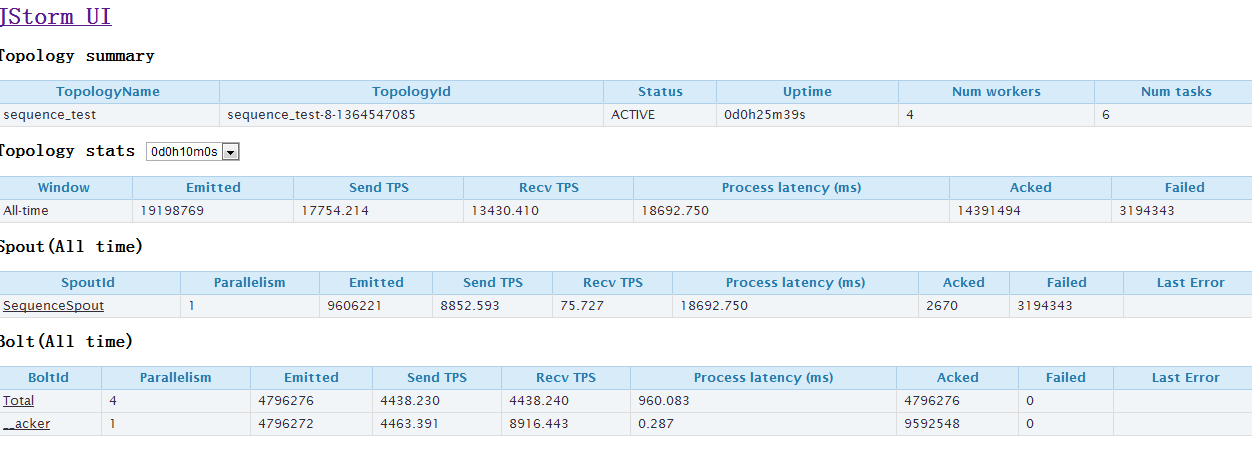 JStorm UI
Topology summary
TopologyName TopologyId Status Uptime Num workers Num tasks
sequence_test sequence_test-8-1364547085 ACTIVE 0d0h25m39s 4 6
Topology stats 0d0h10m0s
Window Emitted Send TPS Recv TPS Process latency (ms) Acked Failed
All-time 19198769 17754.214 13430.410 18692.750 14391494 3194343
Spout(All time)
SpoutId Parallelism Emitted Send TPS Recv TPS Process latency (ms) Acked Failed Last Error
SequenceSpout 1 9606221 8852.593 75.727 18692.750 2670 3194343
Bolt(All time)
BoltId Parallelism Emitted Send TPS Recv TPS Process latency (ms) Acked Failed Last Error
Total 4 4796276 4438.230 4438.240 960.083 4796276 0
__acker 1 4796272 4463.391 8916.443 0.287 9592548 0